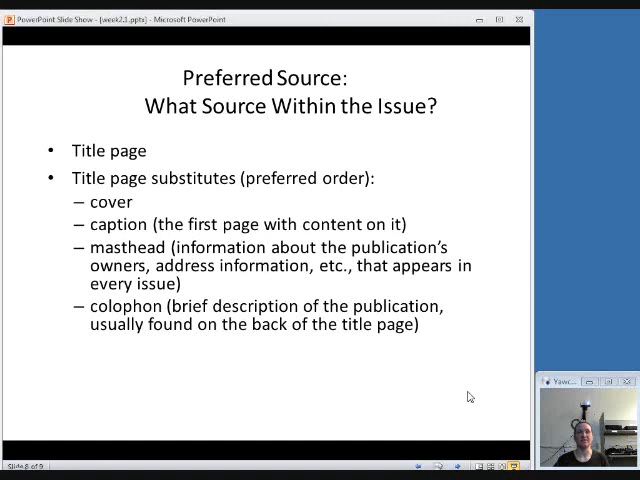 PowerPoint Slide Show - [week2.1.pptx] - Microsoft PowerPoint
Preferred Source:
What Source Within the Issue?
• Title page
• Title page substitutes (preferred order):
– cover
– caption (the first page with content on it)
– masthead (information about the publication's
owners, address information, etc., that appears in
every issue)
– colophon (brief description of the publication,
usually found on the back of the title page)
Slide 8 of 9
Yawc...